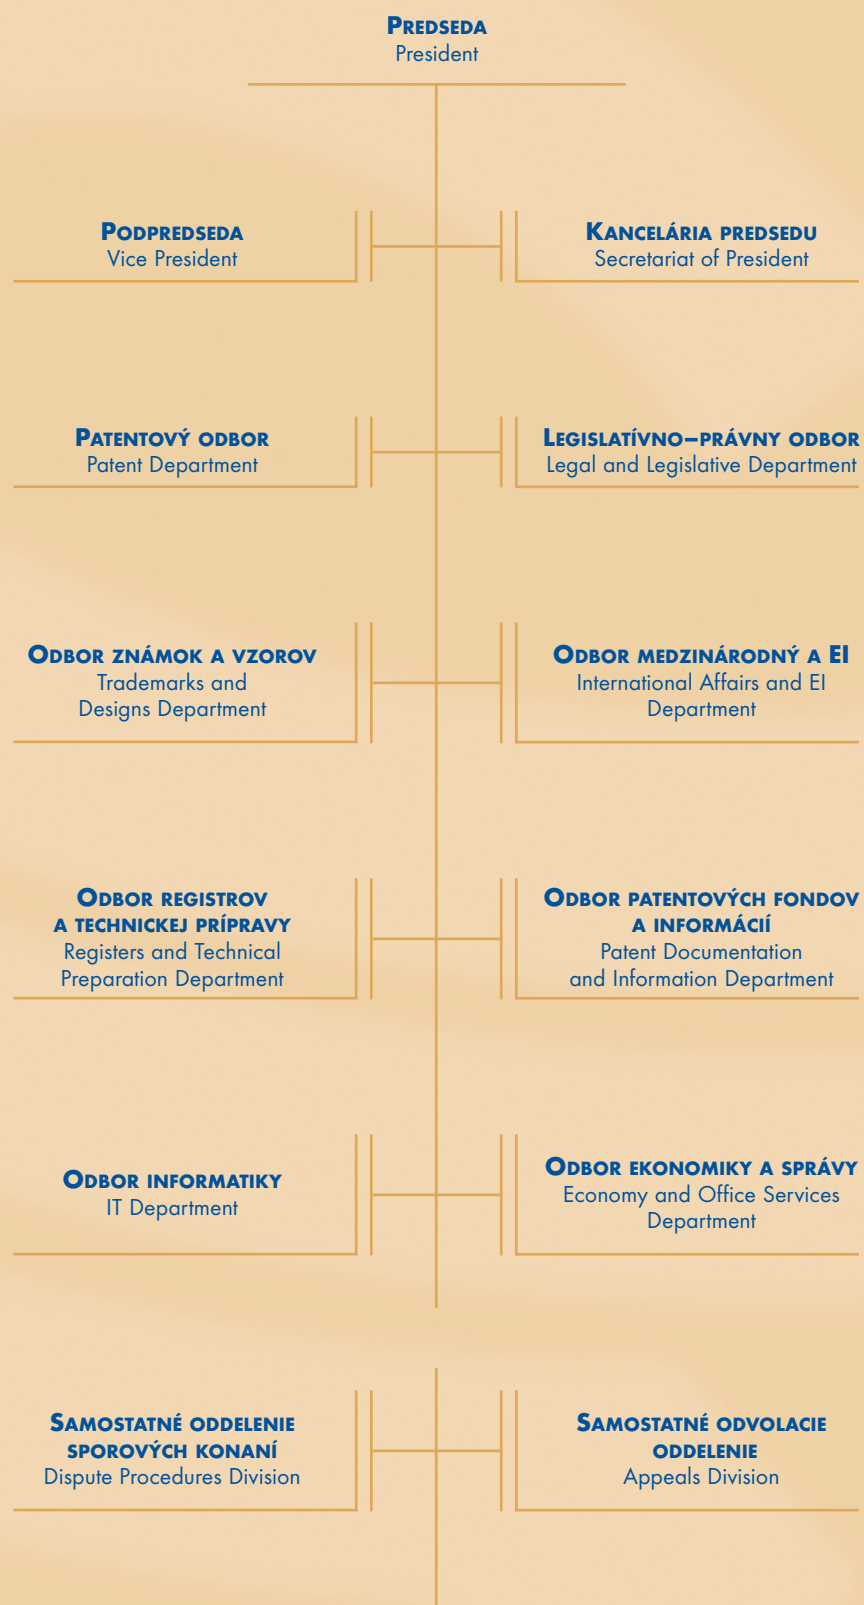 PREDSEDA
President
PODPREDSEDA
Vice President
KANCELÁRIA PREDSEDU
Secretariat of President
PATENTOVÝ ODBOR
Patent Department
LEGISLATÍVNO–PRÁVNY ODBOR
Legal and Legislative Department
ODBOR ZNÁMOK A VZOROV
Trademarks and
Designs Department
ODBOR MEDZINÁRODNÝ A EI
International Affairs and EI
Department
ODBOR REGISTROV
A TECHNICKEJ PRÍPRAVY
Registers and Technical
Preparation Department
ODBOR PATENTOVÝCH FONDOV
A INFORMÁCIÍ
Patent Documentation
and Information Department
ODBOR INFORMATIKY
IT Department
ODBOR EKONOMIKY A SPRÁVY
Economy and Office Services
Department
SAMOSTATNÉ ODDELENIE
SPOROVÝCH KONANÍ
Dispute Procedures Division
SAMOSTATNÉ ODVOLACIE
ODDELENIE
Appeals Division